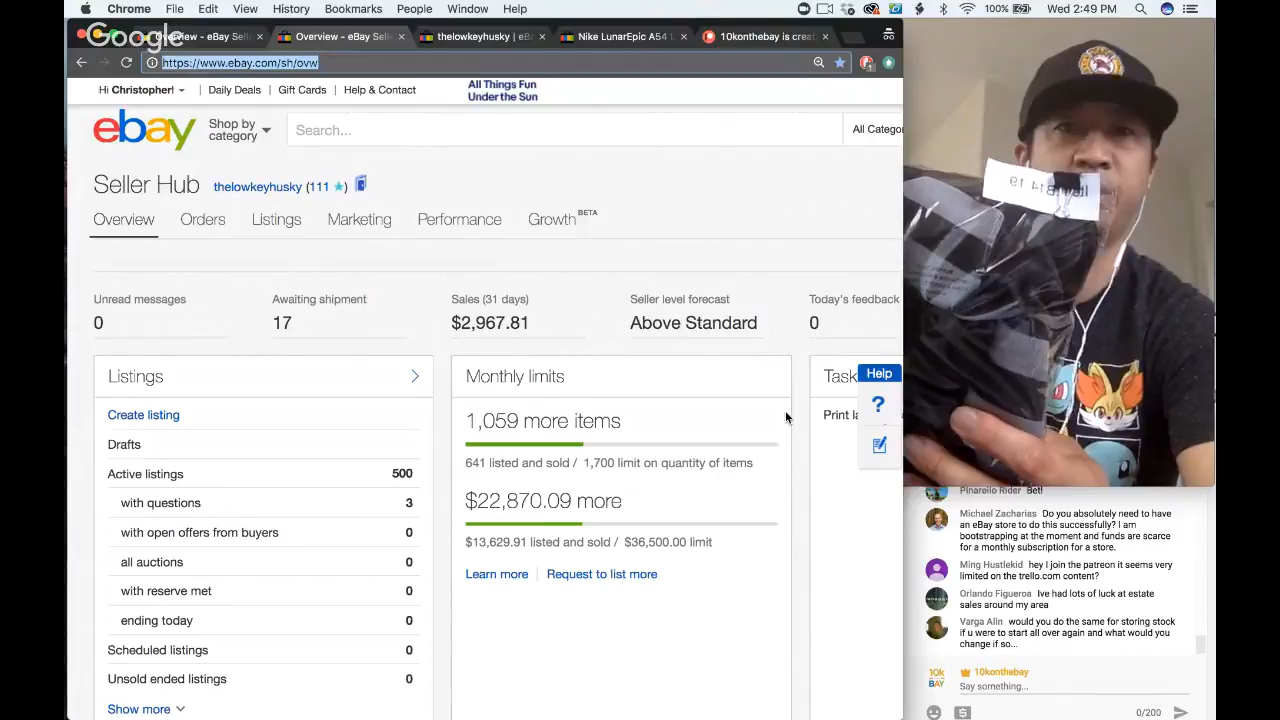 Chrome File Edit View History Bookmarks People Window Help
100% Wed 2:49 PM
Google
Overview - eBay Sell
Overview - eBay Selle
thelowkeyhusky | eB
Nike LunarEpic A54 L
10konthebay is creat
https://www.ebay.com/sh/ovw
Hi Christopher! Daily Deals Gift Cards Help & Contact
All Things Fun
Under the Sun
ebay
Shop by
category
Search...
All Catego
Seller Hub thelowkeyhusky (111)
Overview Orders Listings Marketing Performance Growth BETA
Unread messages
0
Awaiting shipment
17
Sales (31 days)
$2,967.81
Seller level forecast
Above Standard
Today's feedback
0
Listings
Create listing
Drafts
Active listings 500
with questions 3
with open offers from buyers 0
all auctions 0
with reserve met 0
ending today 0
Scheduled listings 0
Unsold ended listings 0
Show more
Monthly limits
1,059 more items
641 listed and sold / 1,700 limit on quantity of items
$22,870.09 more
$13,629.91 listed and sold / $36,500.00 limit
Learn more Request to list more
Task
Print la
Help
?
Pinarello Rider Bet!
Michael Zacharias Do you absolutely need to have
an eBay store to do this successfully? I am
bootstrapping at the moment and funds are scarce
for a monthly subscription for a store.
Ming Hustlekid hey I join the patreon it seems very
limited on the trello.com content?
Orlando Figueroa Ive had lots of luck at estate
sales around my area
Varga Alin would you do the same for storing stock
if u were to start all over again and what would you
change if so...
10K
BAY
10konthebay
Say something...
0/200